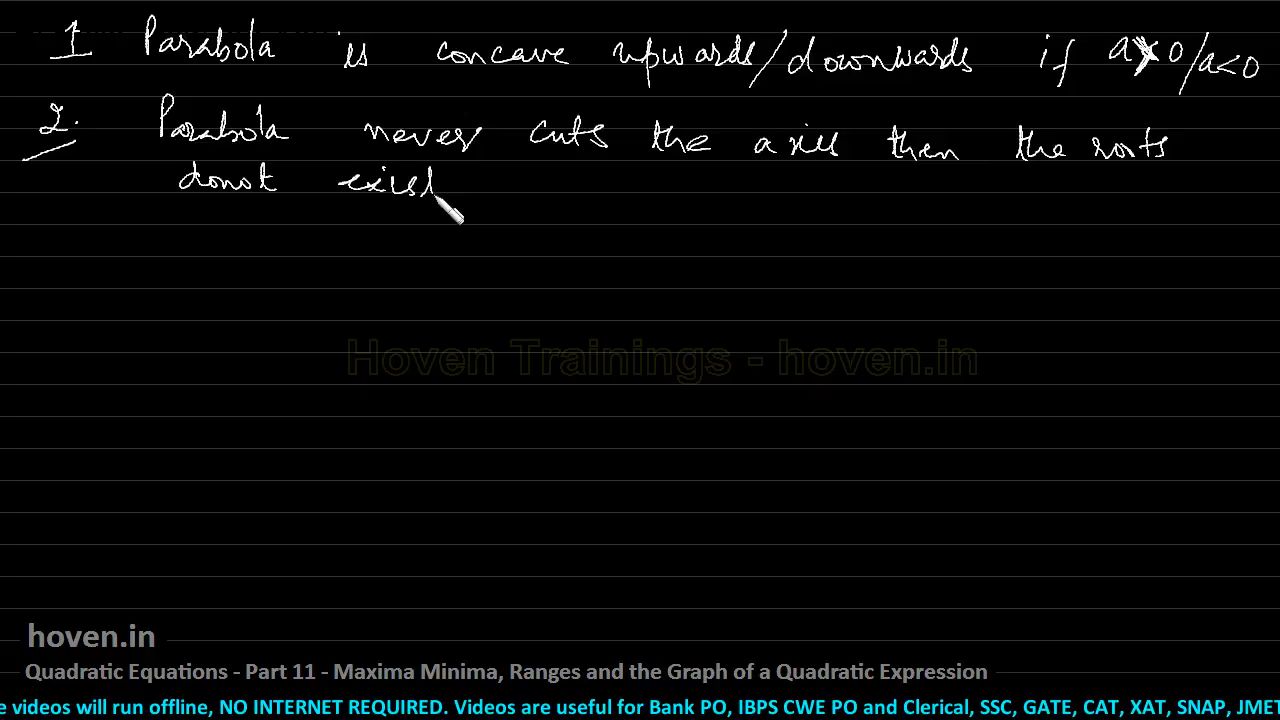 1 Parabola is concave upwards/downwards if a>0/a<0
2. Parabola never cuts the axis then the roots
donot exist
Hoven Trainings - hoven.in
hoven.in
Quadratic Equations - Part 11 - Maxima Minima, Ranges and the Graph of a Quadratic Expression
e videos will run offline, NO INTERNET REQUIRED. Videos are useful for Bank PO, IBPS CWE PO and Clerical, SSC, GATE, CAT, XAT, SNAP, JMET